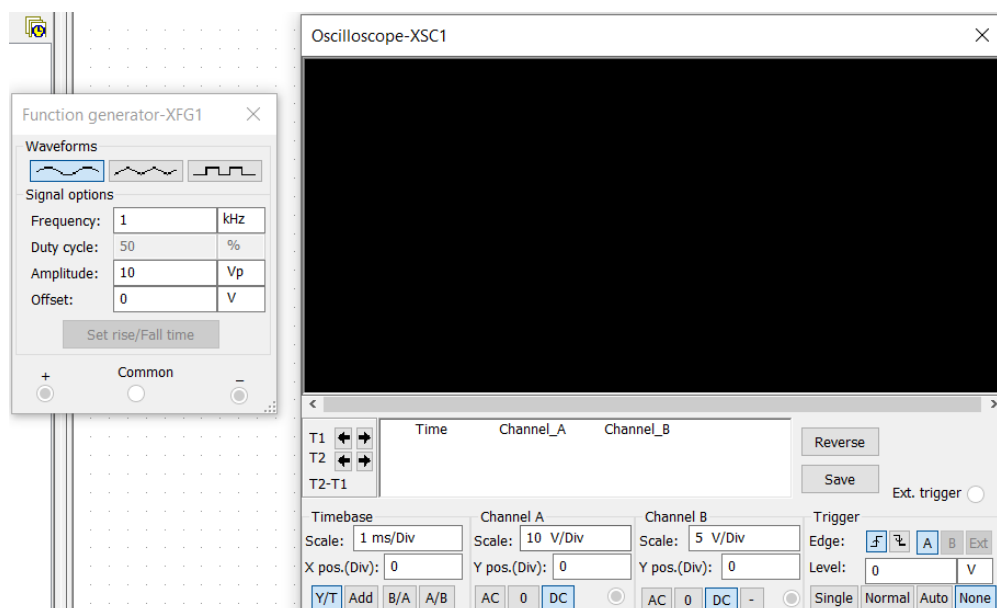 Oscilloscope-XSC1
Function generator-XFG1
Waveforms
Signal options
Frequency: 1 kHz
Duty cycle: 50 %
Amplitude: 10 Vp
Offset: 0 V
Set rise/Fall time
+ Common −
Time Channel_A Channel_B
T1
T2
T2-T1
Reverse
Save
Ext. trigger
Timebase
Scale: 1 ms/Div
X pos.(Div): 0
Y/T Add B/A A/B
Channel A
Scale: 10 V/Div
Y pos.(Div): 0
AC 0 DC
Channel B
Scale: 5 V/Div
Y pos.(Div): 0
AC 0 DC -
Trigger
Edge: A B Ext
Level: 0 V
Single Normal Auto None